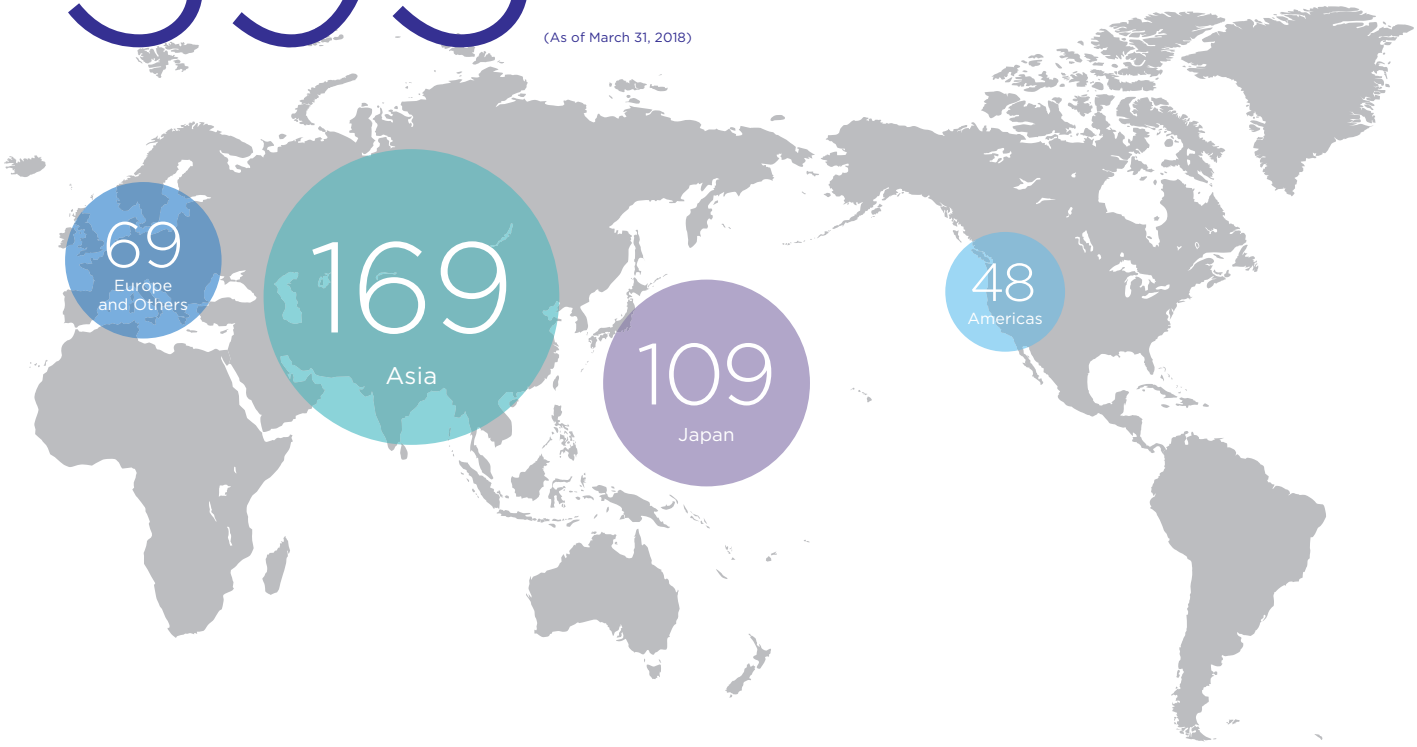 (As of March 31, 2018)
69
Europe
and Others
169
Asia
109
Japan
48
Americas